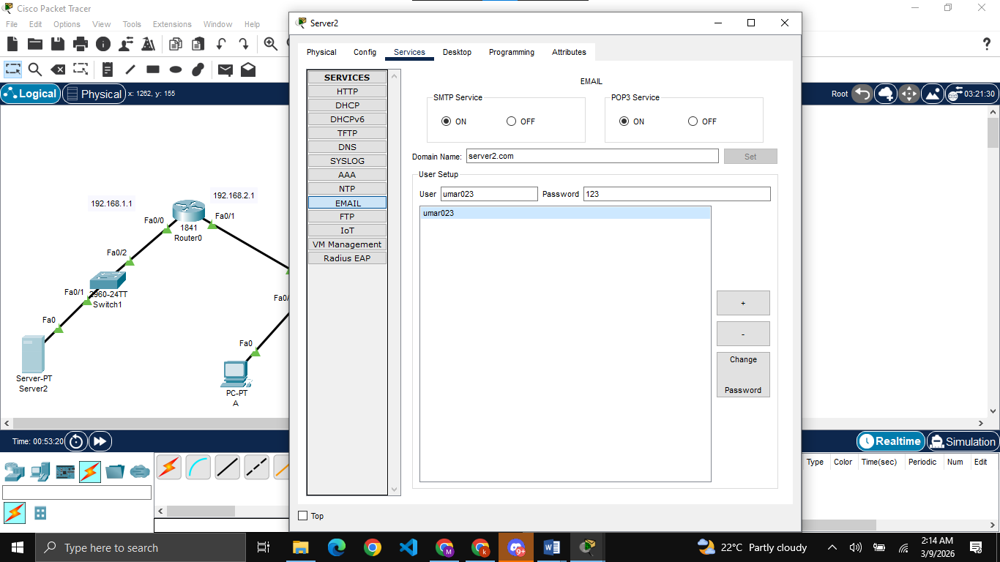 Cisco Packet Tracer
File Edit Options View Tools Extensions Window Help
Logical Physical x: 1262, y: 155
Root 03:21:30
192.168.1.1
192.168.2.1
Fa0/0
Fa0/1
1841
Router0
Fa0/2
Fa0/1
2960-24TT
Switch1
Fa0
Server-PT
Server2
Fa0/
Fa0
PC-PT
A
Server2
Physical Config Services Desktop Programming Attributes
SERVICES
HTTP
DHCP
DHCPv6
TFTP
DNS
SYSLOG
AAA
NTP
EMAIL
FTP
IoT
VM Management
Radius EAP
EMAIL
SMTP Service
ON OFF
POP3 Service
ON OFF
Domain Name: server2.com Set
User Setup
User umar023 Password 123
umar023
+
-
Change
Password
Top
Time: 00:53:20
Realtime Simulation
Type Color Time(sec) Periodic Num Edit
Type here to search
M
k
9+
22°C Partly cloudy
2:14 AM
3/9/2026